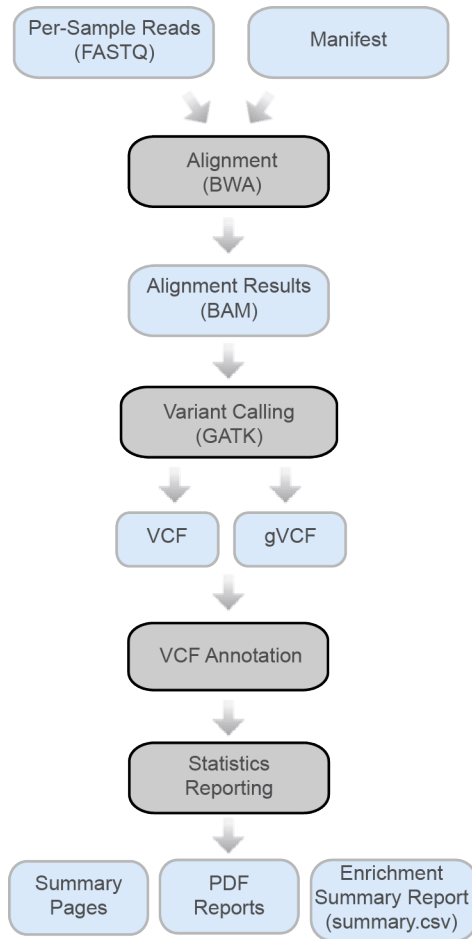 Per-Sample Reads
(FASTQ)
Manifest
Alignment
(BWA)
Alignment Results
(BAM)
Variant Calling
(GATK)
VCF
gVCF
VCF Annotation
Statistics
Reporting
Summary
Pages
PDF
Reports
Enrichment
Summary Report
(summary.csv)